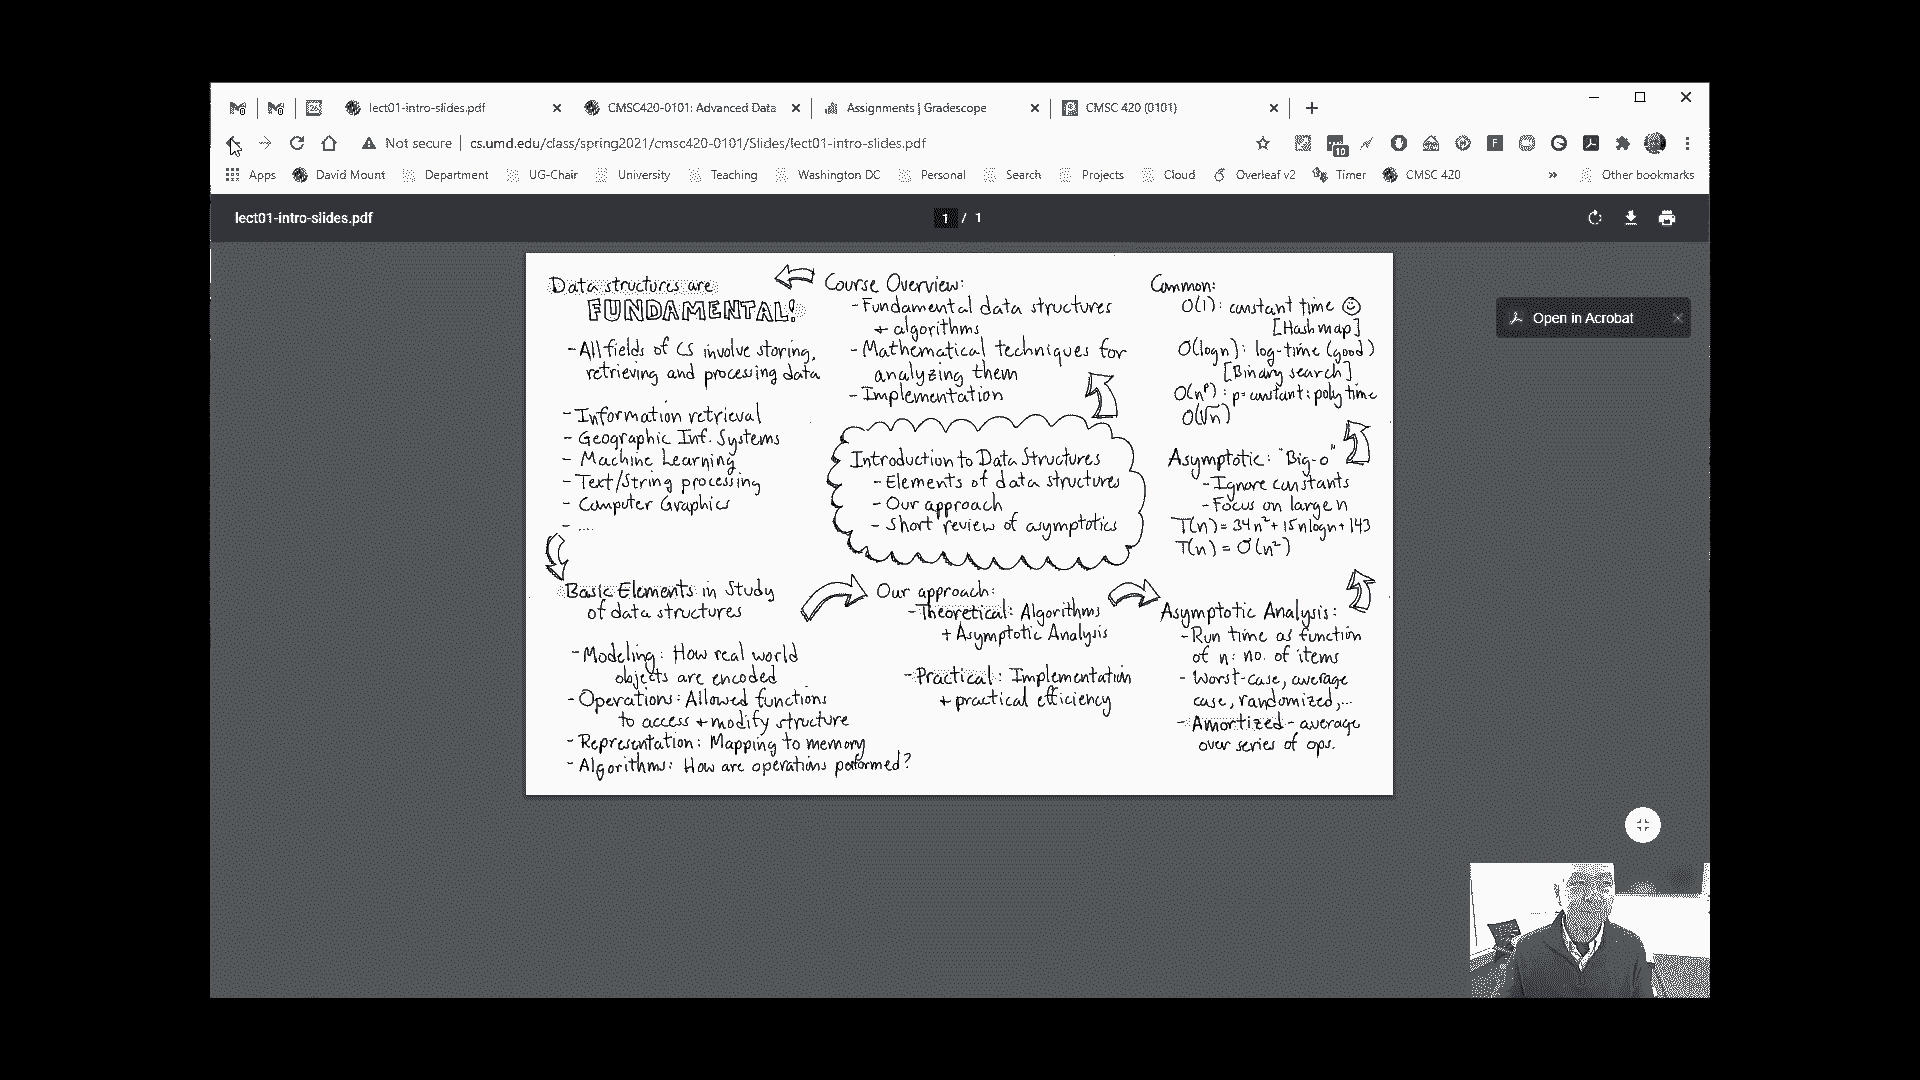 lect01-intro-slides.pdf
CMSC420-0101: Advanced Data
Assignments | Gradescope
CMSC 420 (0101)
Not secure
cs.umd.edu/class/spring2021/cmsc420-0101/Slides/lect01-intro-slides.pdf
10
Apps
David Mount
Department
UG-Chair
University
Teaching
Washington DC
Personal
Search
Projects
Cloud
Overleaf v2
Timer
CMSC 420
»
Other bookmarks
lect01-intro-slides.pdf
1 / 1
Open in Acrobat
Data structures are
FUNDAMENTAL!
- All fields of CS involve storing,
retrieving and processing data
- Information retrieval
- Geographic Inf. Systems
- Machine Learning
- Text/String processing
- Computer Graphics
- ....
Basic Elements in study
of data structures
- Modeling: How real world
objects are encoded
- Operations: Allowed functions
to access + modify structure
- Representation: Mapping to memory
- Algorithms: How are operations performed?
Course Overview:
- Fundamental data structures
+ algorithms
- Mathematical techniques for
analyzing them
- Implementation
Introduction to Data Structures
- Elements of data structures
- Our approach
- Short review of asymptotics
Our approach:
- Theoretical: Algorithms
+ Asymptotic Analysis
- Practical: Implementation
+ practical efficiency
Common:
O(1): constant time ☺
[Hash map]
O(log n): log-time (good)
[Binary search]
O(nᵖ): p=constant: poly time
O(√n)
Asymptotic: "Big-O"
- Ignore constants
- Focus on large n
T(n) = 34n² + 15n log n + 143
T(n) = O(n²)
Asymptotic Analysis:
- Run time as function
of n: no. of items
- Worst-case, average
case, randomized,...
- Amortized - average
over series of ops.